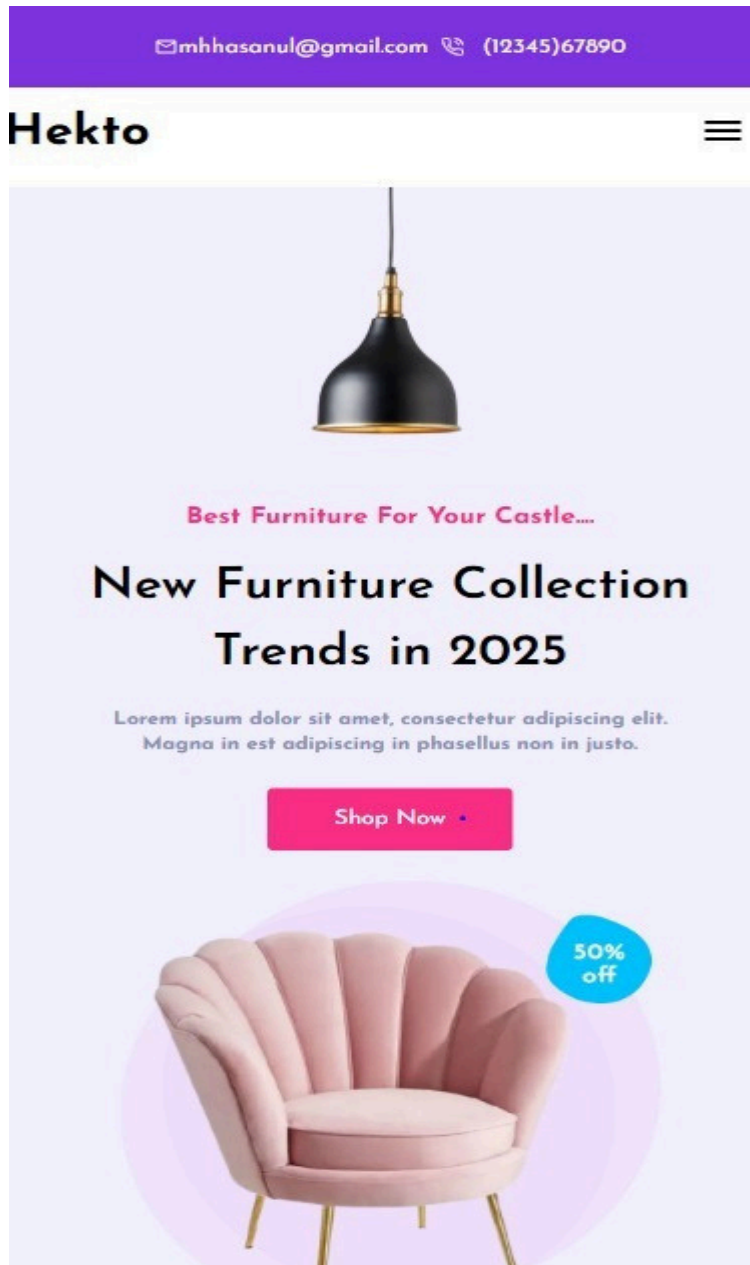 mhhasanul@gmail.com (12345)67890
Hekto
Best Furniture For Your Castle....
New Furniture Collection
Trends in 2025
Lorem ipsum dolor sit amet, consectetur adipiscing elit.
Magna in est adipiscing in phasellus non in justo.
Shop Now
50%
off